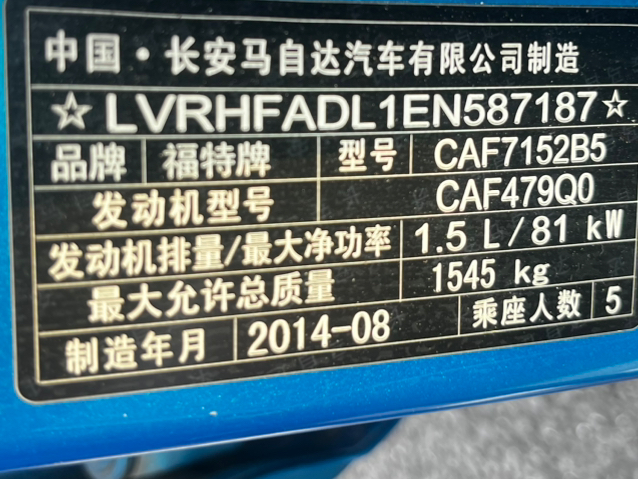 中国·长安马自达汽车有限公司制造
☆LVRHFADL1EN587187☆
品牌 福特牌 型号 CAF7152B5
发动机型号 CAF479Q0
发动机排量/最大净功率 1.5 L/81 kW
最大允许总质量 1545 kg
制造年月 2014-08 乘座人数 5